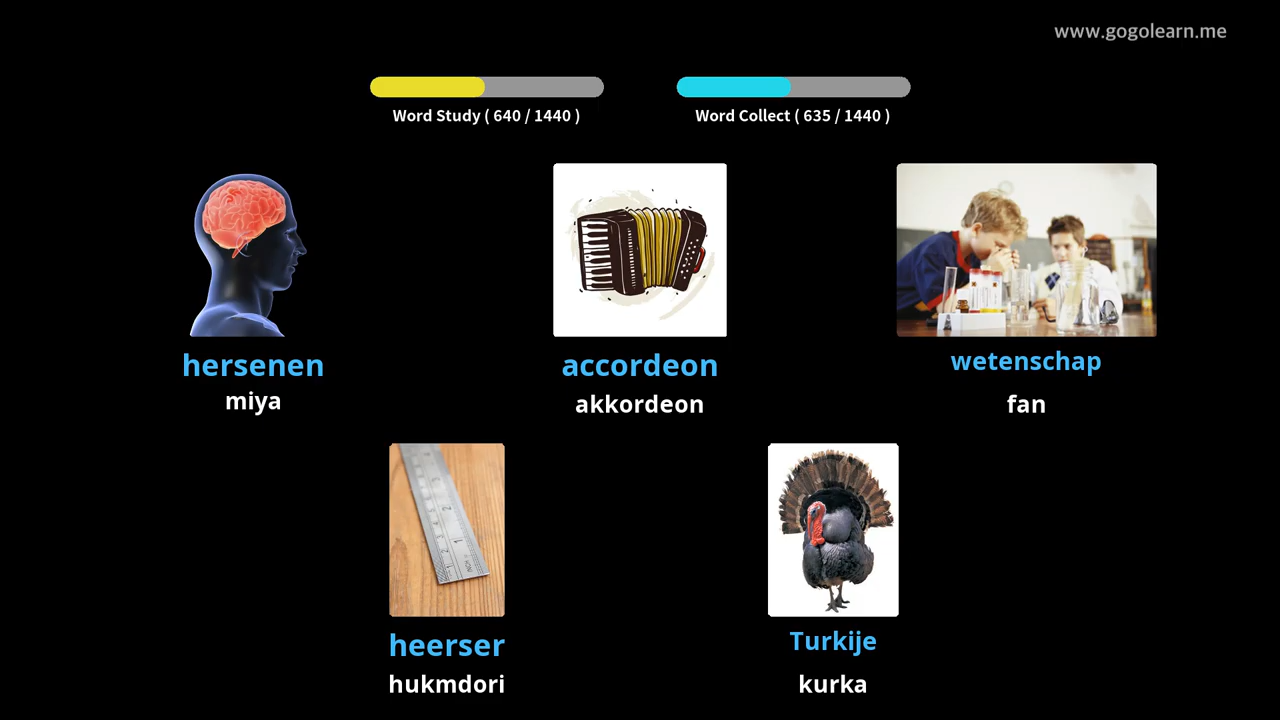 www.gogolearn.me
Word Study ( 640 / 1440 )
Word Collect ( 635 / 1440 )
hersenen
miya
accordeon
akkordeon
wetenschap
fan
heerser
hukmdori
Turkije
kurka